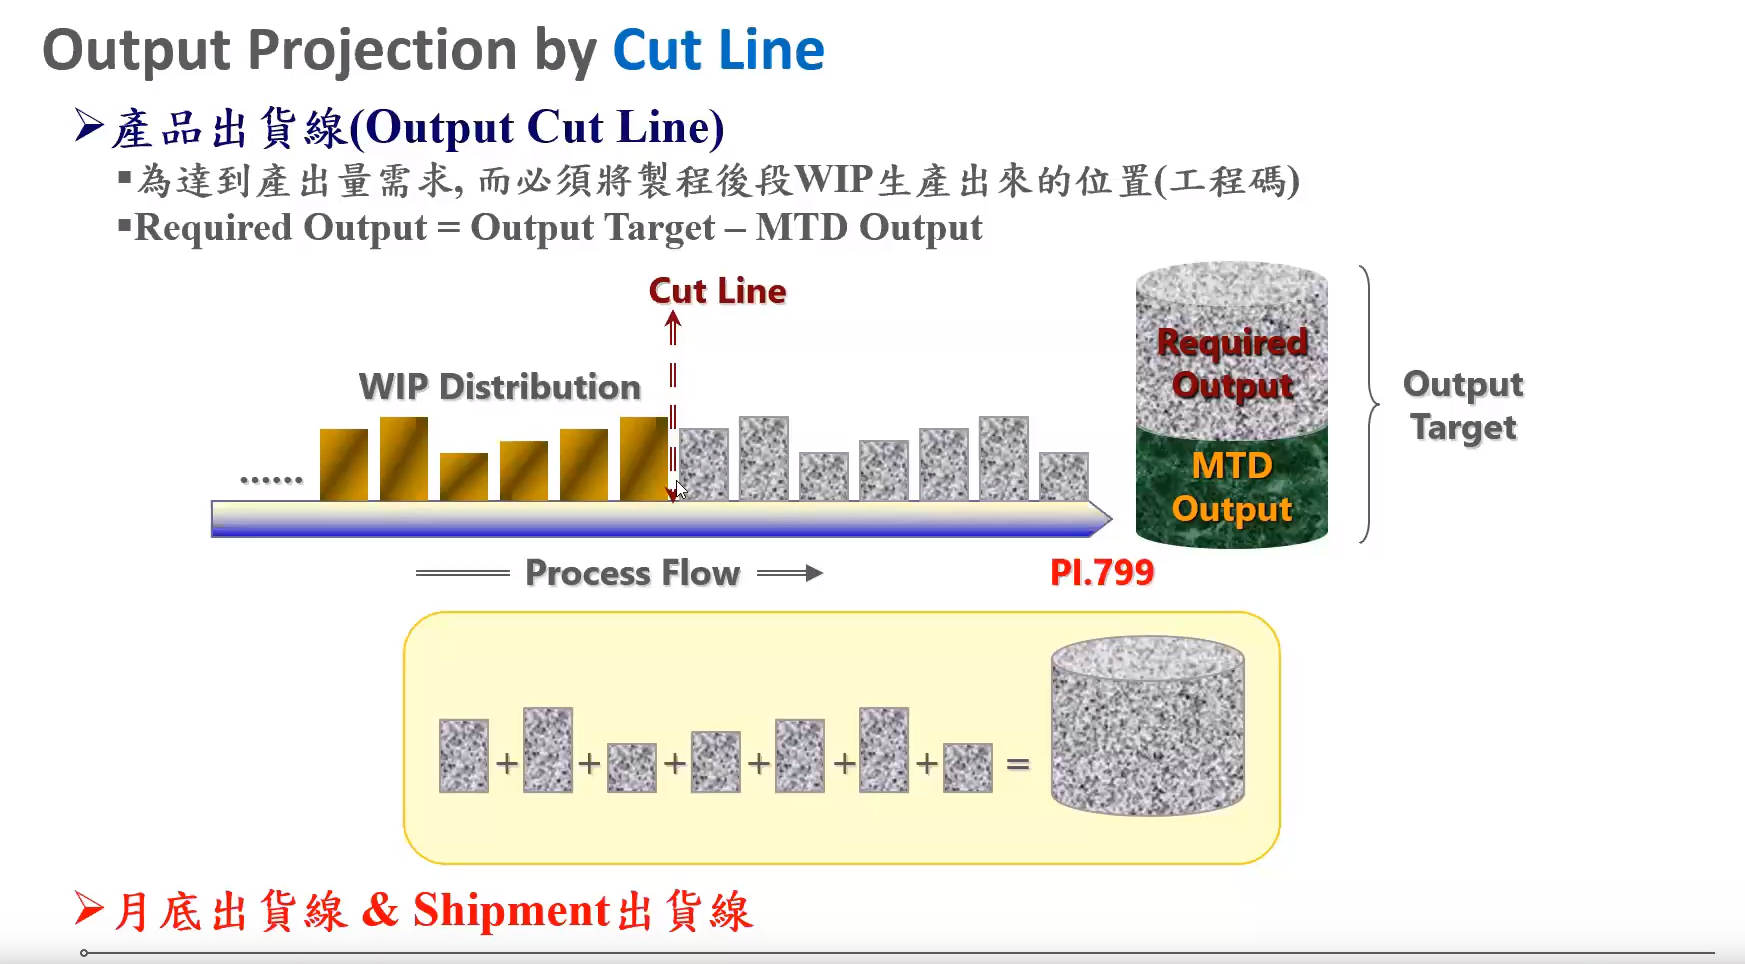 Output Projection by Cut Line
➢產品出貨線(Output Cut Line)
▪為達到產出量需求, 而必須將製程後段WIP生產出來的位置(工程碼)
▪Required Output = Output Target – MTD Output
Cut Line
WIP Distribution
......
Required
Output
MTD
Output
Output
Target
Process Flow
PI.799
+ + + + + + =
➢月底出貨線 & Shipment出貨線